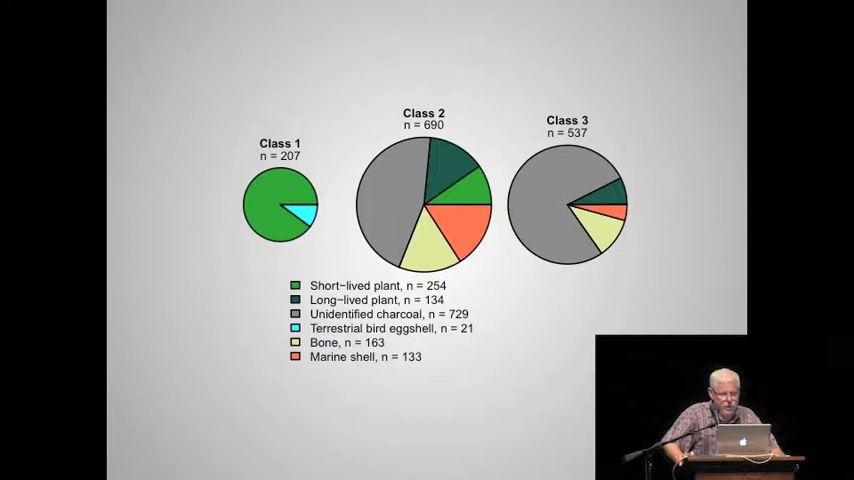 Class 1
n = 207
Class 2
n = 690
Class 3
n = 537
Short−lived plant, n = 254
Long−lived plant, n = 134
Unidentified charcoal, n = 729
Terrestrial bird eggshell, n = 21
Bone, n = 163
Marine shell, n = 133